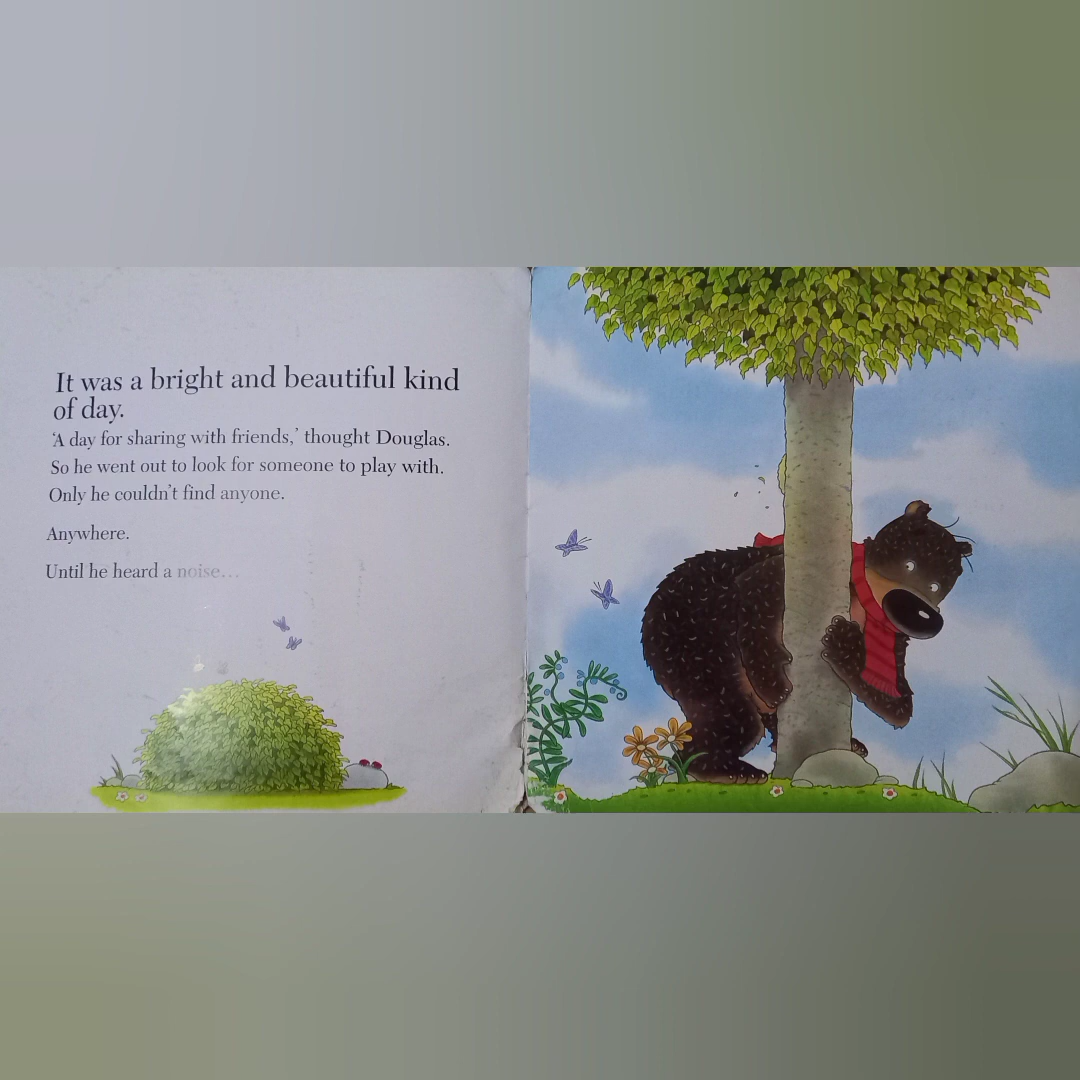 It was a bright and beautiful kind
of day.
‘A day for sharing with friends,’ thought Douglas.
So he went out to look for someone to play with.
Only he couldn’t find anyone.
Anywhere.
Until he heard a noise...